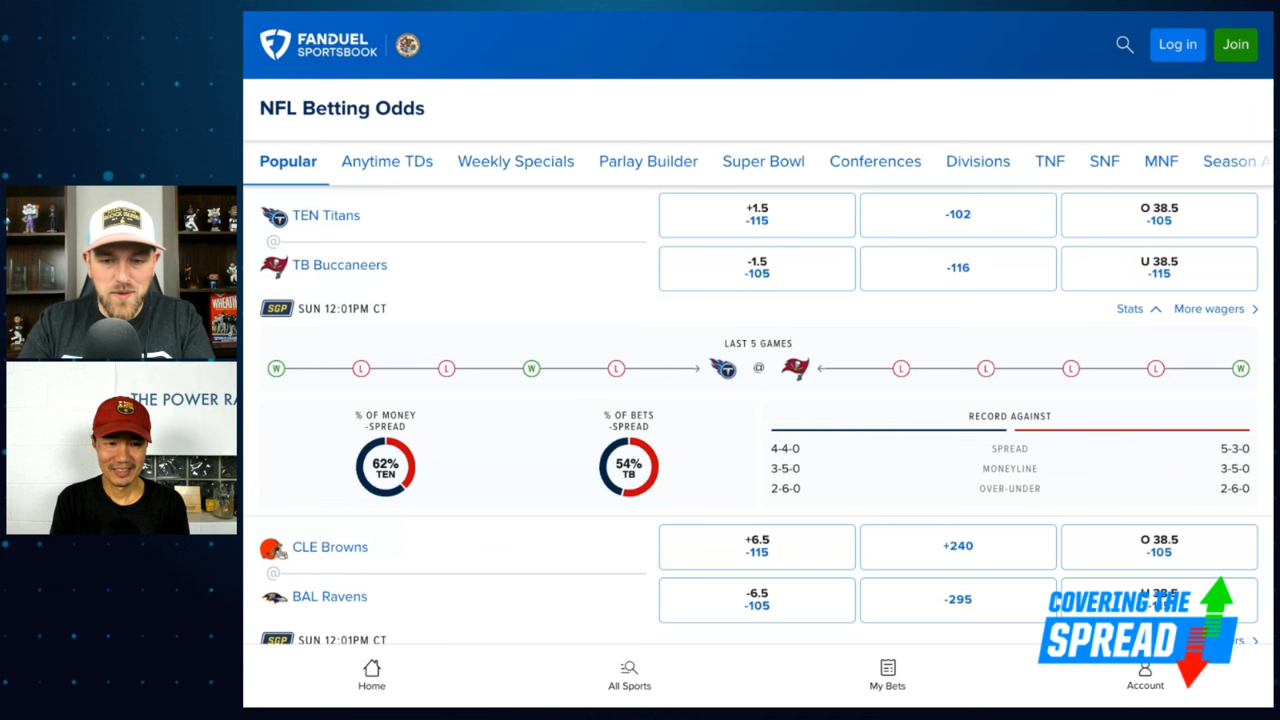 FANDUEL
SPORTSBOOK
Log in
Join
NFL Betting Odds
Popular
Anytime TDs
Weekly Specials
Parlay Builder
Super Bowl
Conferences
Divisions
TNF
SNF
MNF
Season A
TEN Titans
+1.5
-115
-102
O 38.5
-105
@
TB Buccaneers
-1.5
-105
-116
U 38.5
-115
SGP SUN 12:01PM CT
Stats
More wagers
LAST 5 GAMES
W L L W L @ L L L L W
% OF MONEY
-SPREAD
62%
TEN
% OF BETS
-SPREAD
54%
TB
RECORD AGAINST
4-4-0 SPREAD 5-3-0
3-5-0 MONEYLINE 3-5-0
2-6-0 OVER-UNDER 2-6-0
CLE Browns
+6.5
-115
+240
O 38.5
-105
@
BAL Ravens
-6.5
-105
-295
SGP SUN 12:01PM CT
COVERING THE
SPREAD
Home
All Sports
My Bets
Account
THE POWER RA